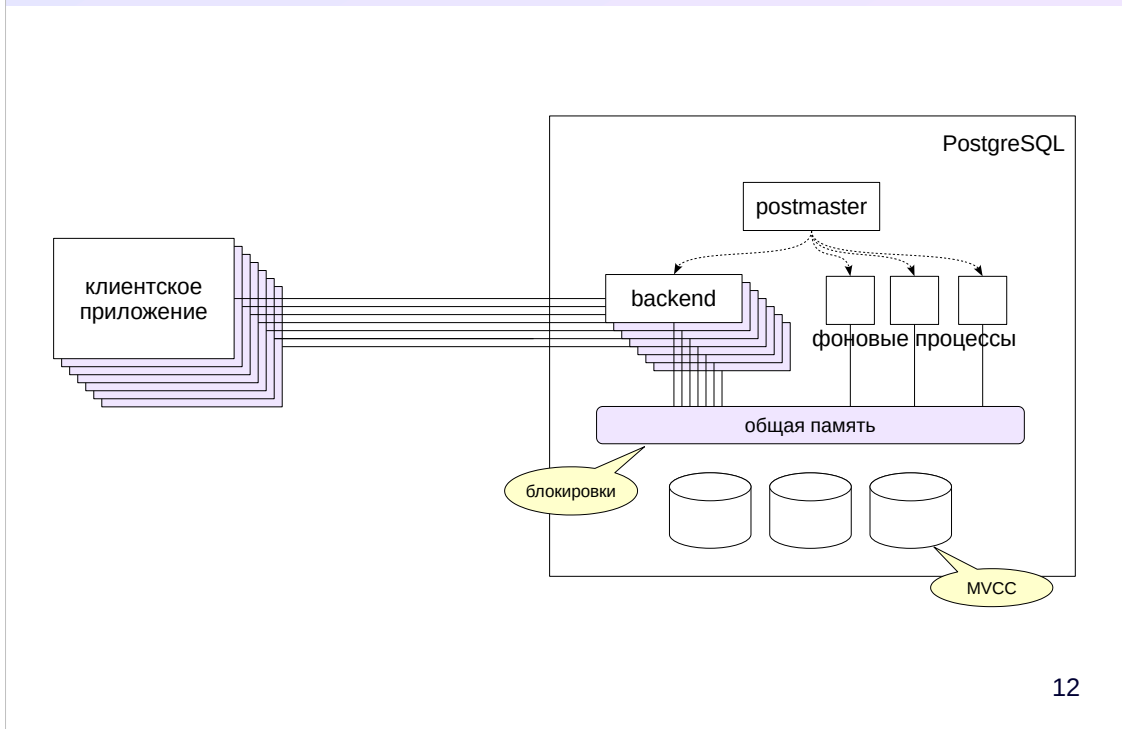 PostgreSQL
postmaster
клиентское
приложение
backend
фоновые процессы
общая память
блокировки
MVCC
12